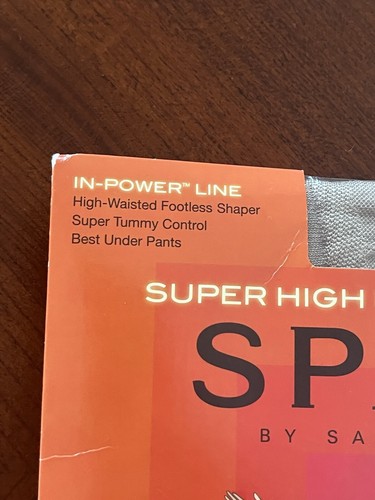 IN-POWER™ LINE
High-Waisted Footless Shaper
Super Tummy Control
Best Under Pants
SUPER HIGH
SP
BY SA